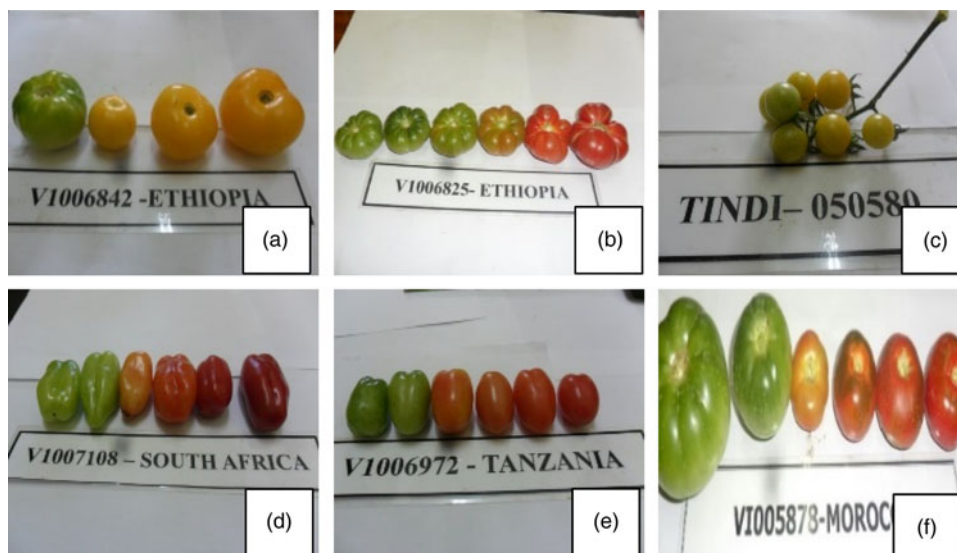 V1006842 -ETHIOPIA
(a)
V1006825- ETHIOPIA
(b)
TINDI– 050580
(c)
V1007108 – SOUTH AFRICA
(d)
V1006972 - TANZANIA
(e)
VI005878-MOROC
(f)